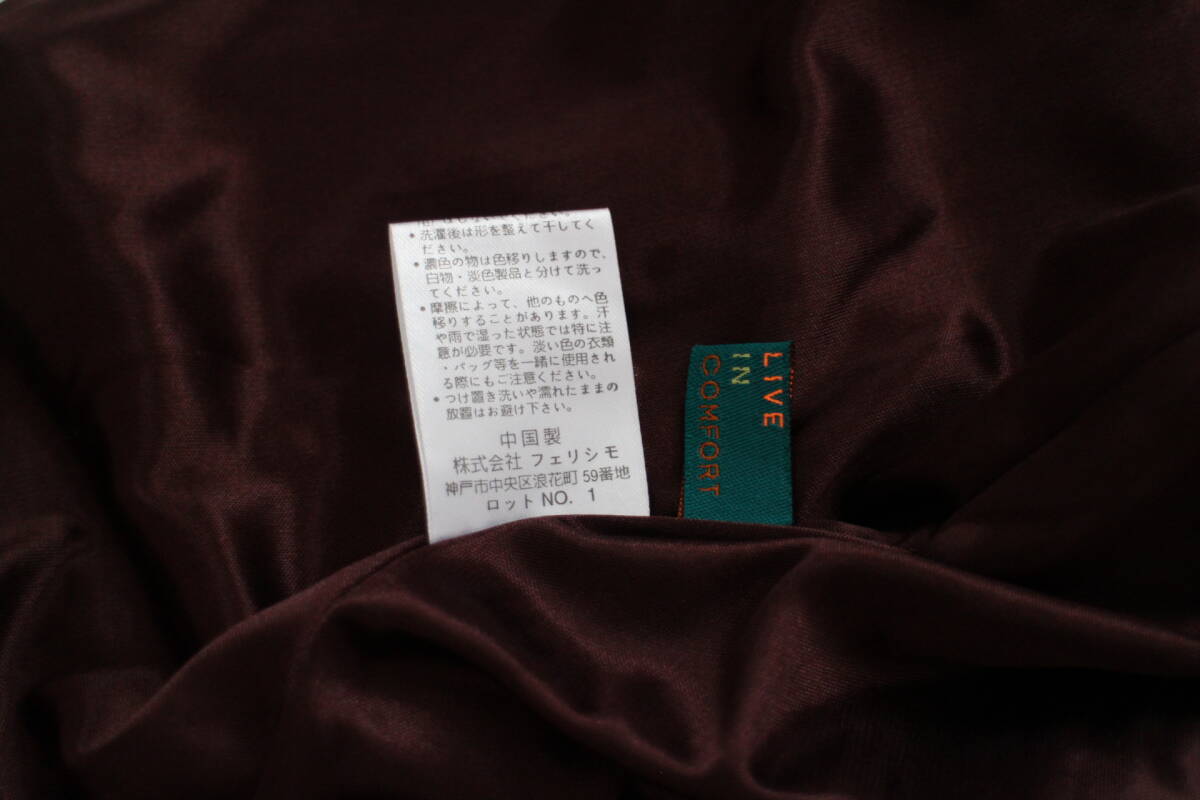 • 洗濯後は形を整えて干してく
ださい。
• 濃色の物は色移りしますので、
白物・淡色製品と分けて洗っ
てください。
• 摩擦によって、他のものへ色
移りすることがあります。汗
や雨で湿った状態では特に注
意が必要です。淡い色の衣類
・バッグ等を一緒に使用され
る際にもご注意ください。
• つけ置き洗いや濡れたままの
放置はお避け下さい。
中国製
株式会社 フェリシモ
神戸市中央区浪花町 59番地
ロット NO. 1
LIVE
IN
COMFORT